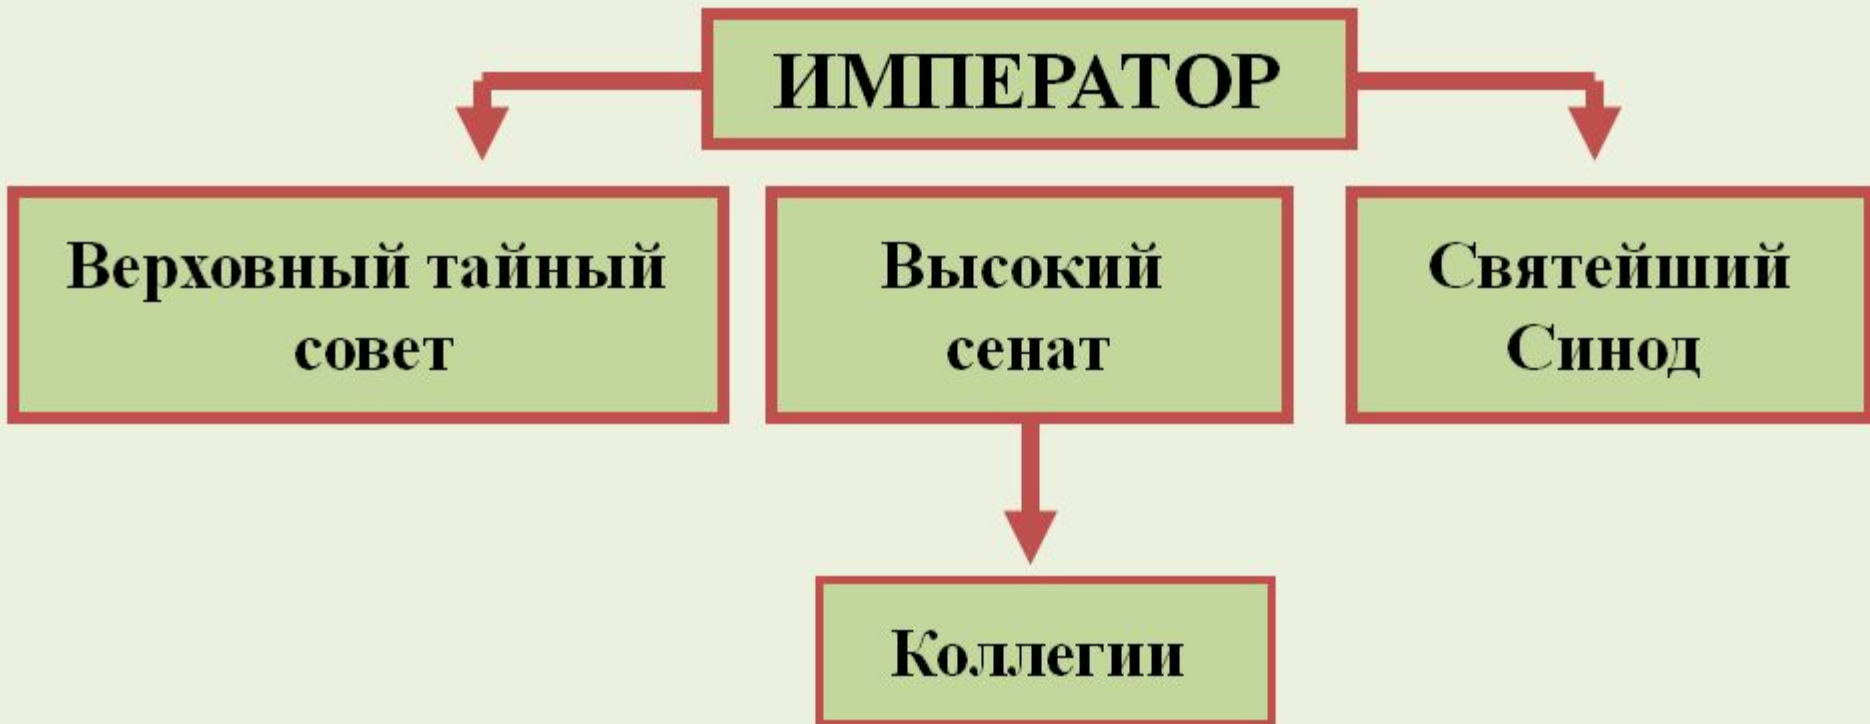 ИМПЕРАТОР
Верховный тайный
совет
Высокий
сенат
Святейший
Синод
Коллегии